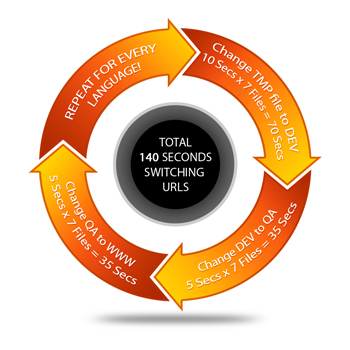 REPEAT FOR EVERY
LANGUAGE!
Change TMP file to DEV
10 Secs x 7 Files = 70 Secs
Change DEV to QA
5 Secs x 7 Files = 35 Secs
Change QA to WWW
5 Secs x 7 Files = 35 Secs
TOTAL
140 SECONDS
SWITCHING
URLS